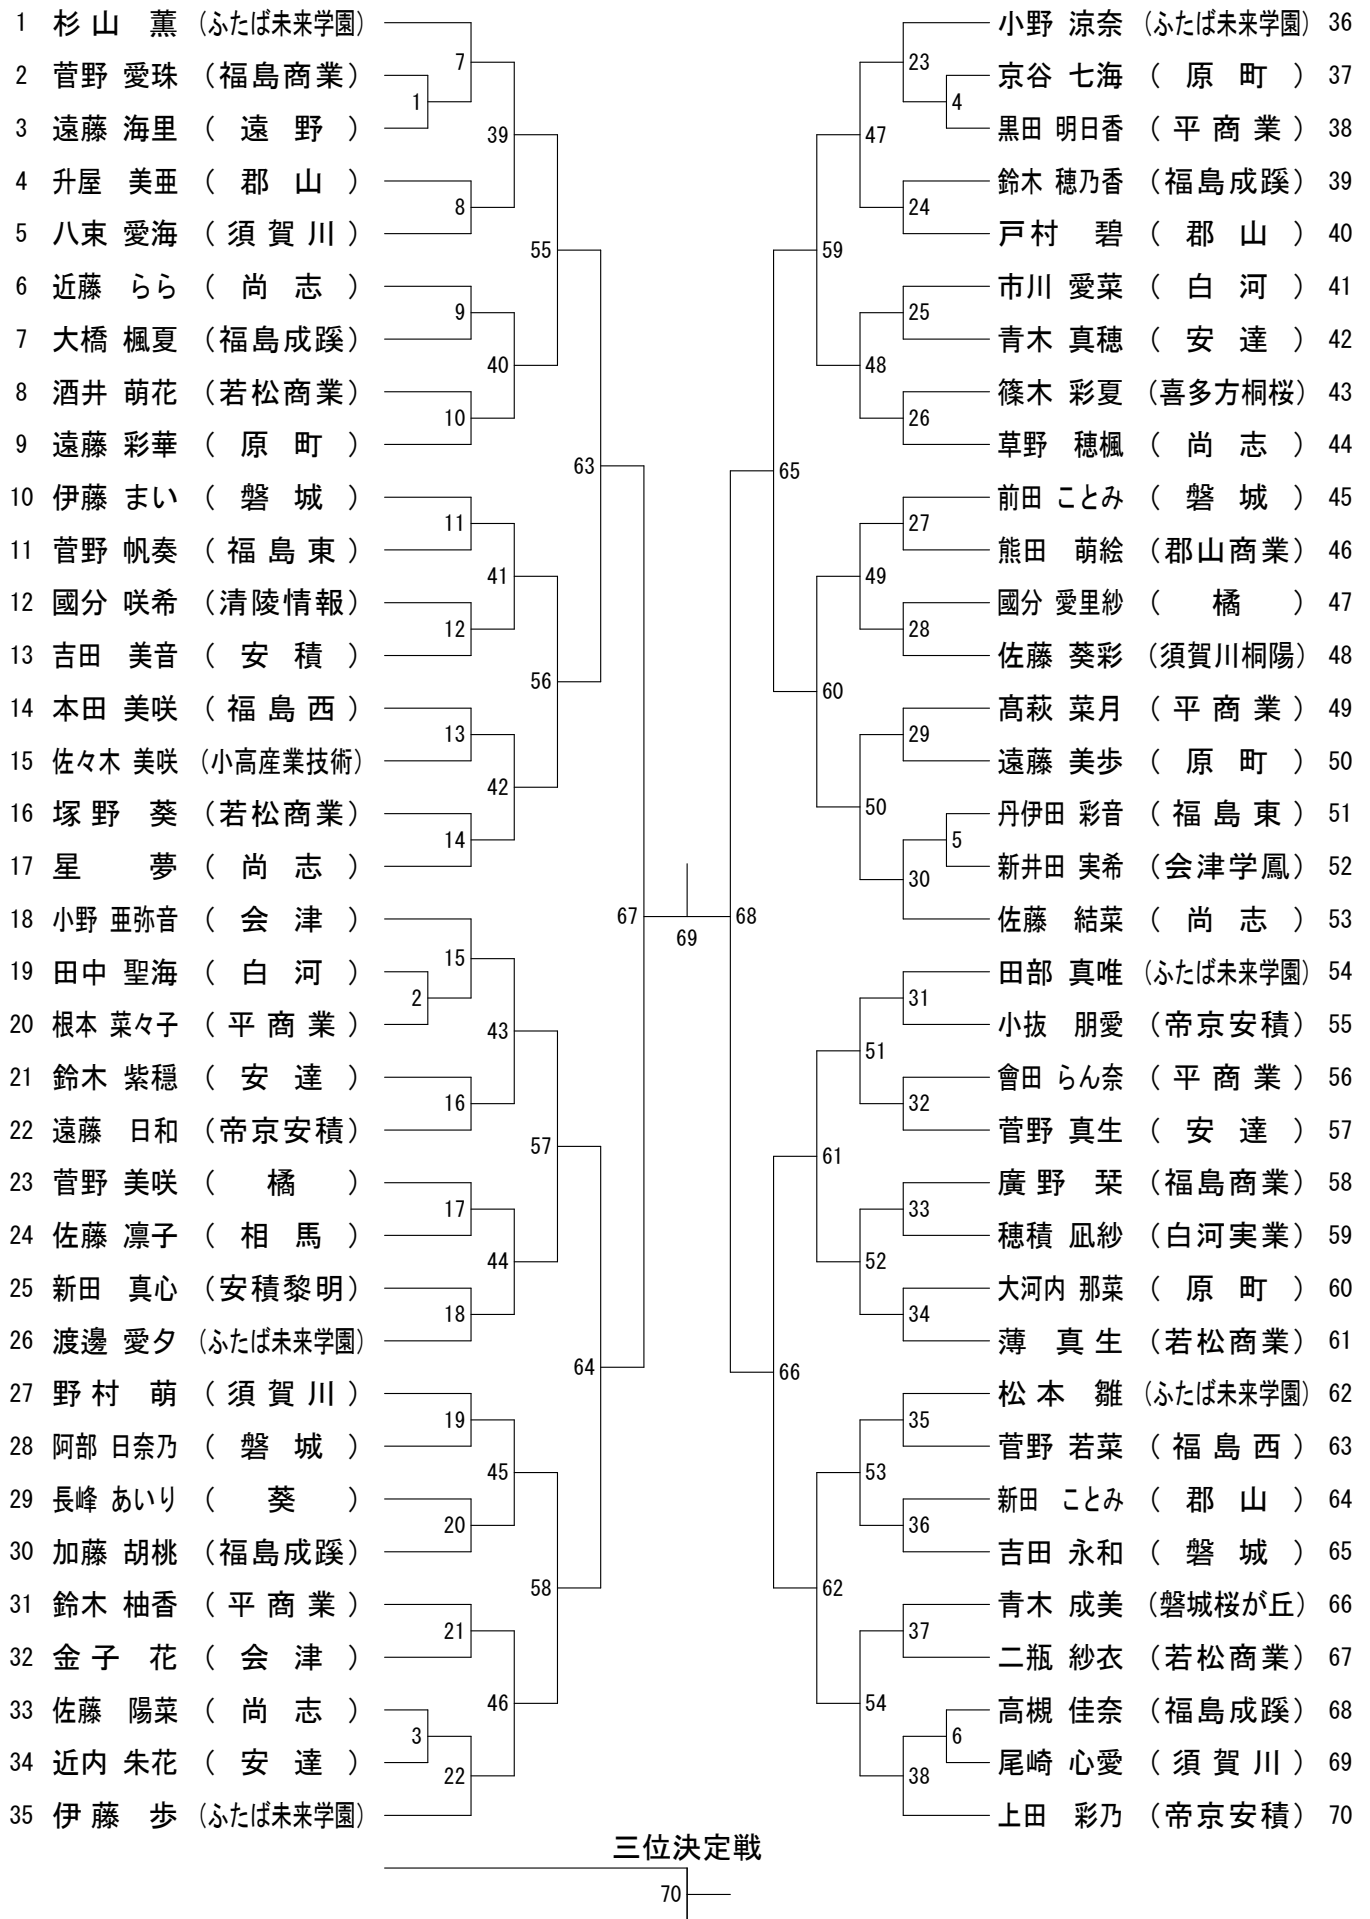 1 杉山 薫 (ふたば未来学園)
2 菅野 愛珠 (福島商業)
3 遠藤 海里 ( 遠 野 )
4 升屋 美亜 ( 郡 山 )
5 八束 愛海 ( 須賀川 )
6 近藤 らら ( 尚 志 )
7 大橋 楓夏 (福島成蹊)
8 酒井 萌花 (若松商業)
9 遠藤 彩華 ( 原 町 )
10 伊藤 まい ( 磐 城 )
11 菅野 帆奏 ( 福島東 )
12 國分 咲希 (清陵情報)
13 吉田 美音 ( 安 積 )
14 本田 美咲 ( 福島西 )
15 佐々木 美咲 (小高産業技術)
16 塚野 葵 (若松商業)
17 星 夢 ( 尚 志 )
18 小野 亜弥音 ( 会 津 )
19 田中 聖海 ( 白 河 )
20 根本 菜々子 ( 平商業 )
21 鈴木 紫穏 ( 安 達 )
22 遠藤 日和 (帝京安積)
23 菅野 美咲 ( 橘 )
24 佐藤 凛子 ( 相 馬 )
25 新田 真心 (安積黎明)
26 渡邊 愛夕 (ふたば未来学園)
27 野村 萌 ( 須賀川 )
28 阿部 日奈乃 ( 磐 城 )
29 長峰 あいり ( 葵 )
30 加藤 胡桃 (福島成蹊)
31 鈴木 柚香 ( 平商業 )
32 金子 花 ( 会 津 )
33 佐藤 陽菜 ( 尚 志 )
34 近内 朱花 ( 安 達 )
35 伊藤 歩 (ふたば未来学園)
1
2
3
7
8
9
10
11
12
13
14
15
16
17
18
19
20
21
22
39
40
41
42
43
44
45
46
55
56
57
58
63
64
67
69
68
65
66
59
60
61
62
47
48
49
50
51
52
53
54
23
24
25
26
27
28
29
30
31
32
33
34
35
36
37
38
4
5
6
小野 涼奈 (ふたば未来学園) 36
京谷 七海 ( 原 町 ) 37
黒田 明日香 ( 平商業 ) 38
鈴木 穂乃香 (福島成蹊) 39
戸村 碧 ( 郡 山 ) 40
市川 愛菜 ( 白 河 ) 41
青木 真穂 ( 安 達 ) 42
篠木 彩夏 (喜多方桐桜) 43
草野 穂楓 ( 尚 志 ) 44
前田 ことみ ( 磐 城 ) 45
熊田 萌絵 (郡山商業) 46
國分 愛里紗 ( 橘 ) 47
佐藤 葵彩 (須賀川桐陽) 48
髙萩 菜月 ( 平商業 ) 49
遠藤 美歩 ( 原 町 ) 50
丹伊田 彩音 ( 福島東 ) 51
新井田 実希 (会津学鳳) 52
佐藤 結菜 ( 尚 志 ) 53
田部 真唯 (ふたば未来学園) 54
小抜 朋愛 (帝京安積) 55
會田 らん奈 ( 平商業 ) 56
菅野 真生 ( 安 達 ) 57
廣野 栞 (福島商業) 58
穂積 凪紗 (白河実業) 59
大河内 那菜 ( 原 町 ) 60
薄 真生 (若松商業) 61
松本 雛 (ふたば未来学園) 62
菅野 若菜 ( 福島西 ) 63
新田 ことみ ( 郡 山 ) 64
吉田 永和 ( 磐 城 ) 65
青木 成美 (磐城桜が丘) 66
二瓶 紗衣 (若松商業) 67
高槻 佳奈 (福島成蹊) 68
尾崎 心愛 ( 須賀川 ) 69
上田 彩乃 (帝京安積) 70
三位決定戦
70